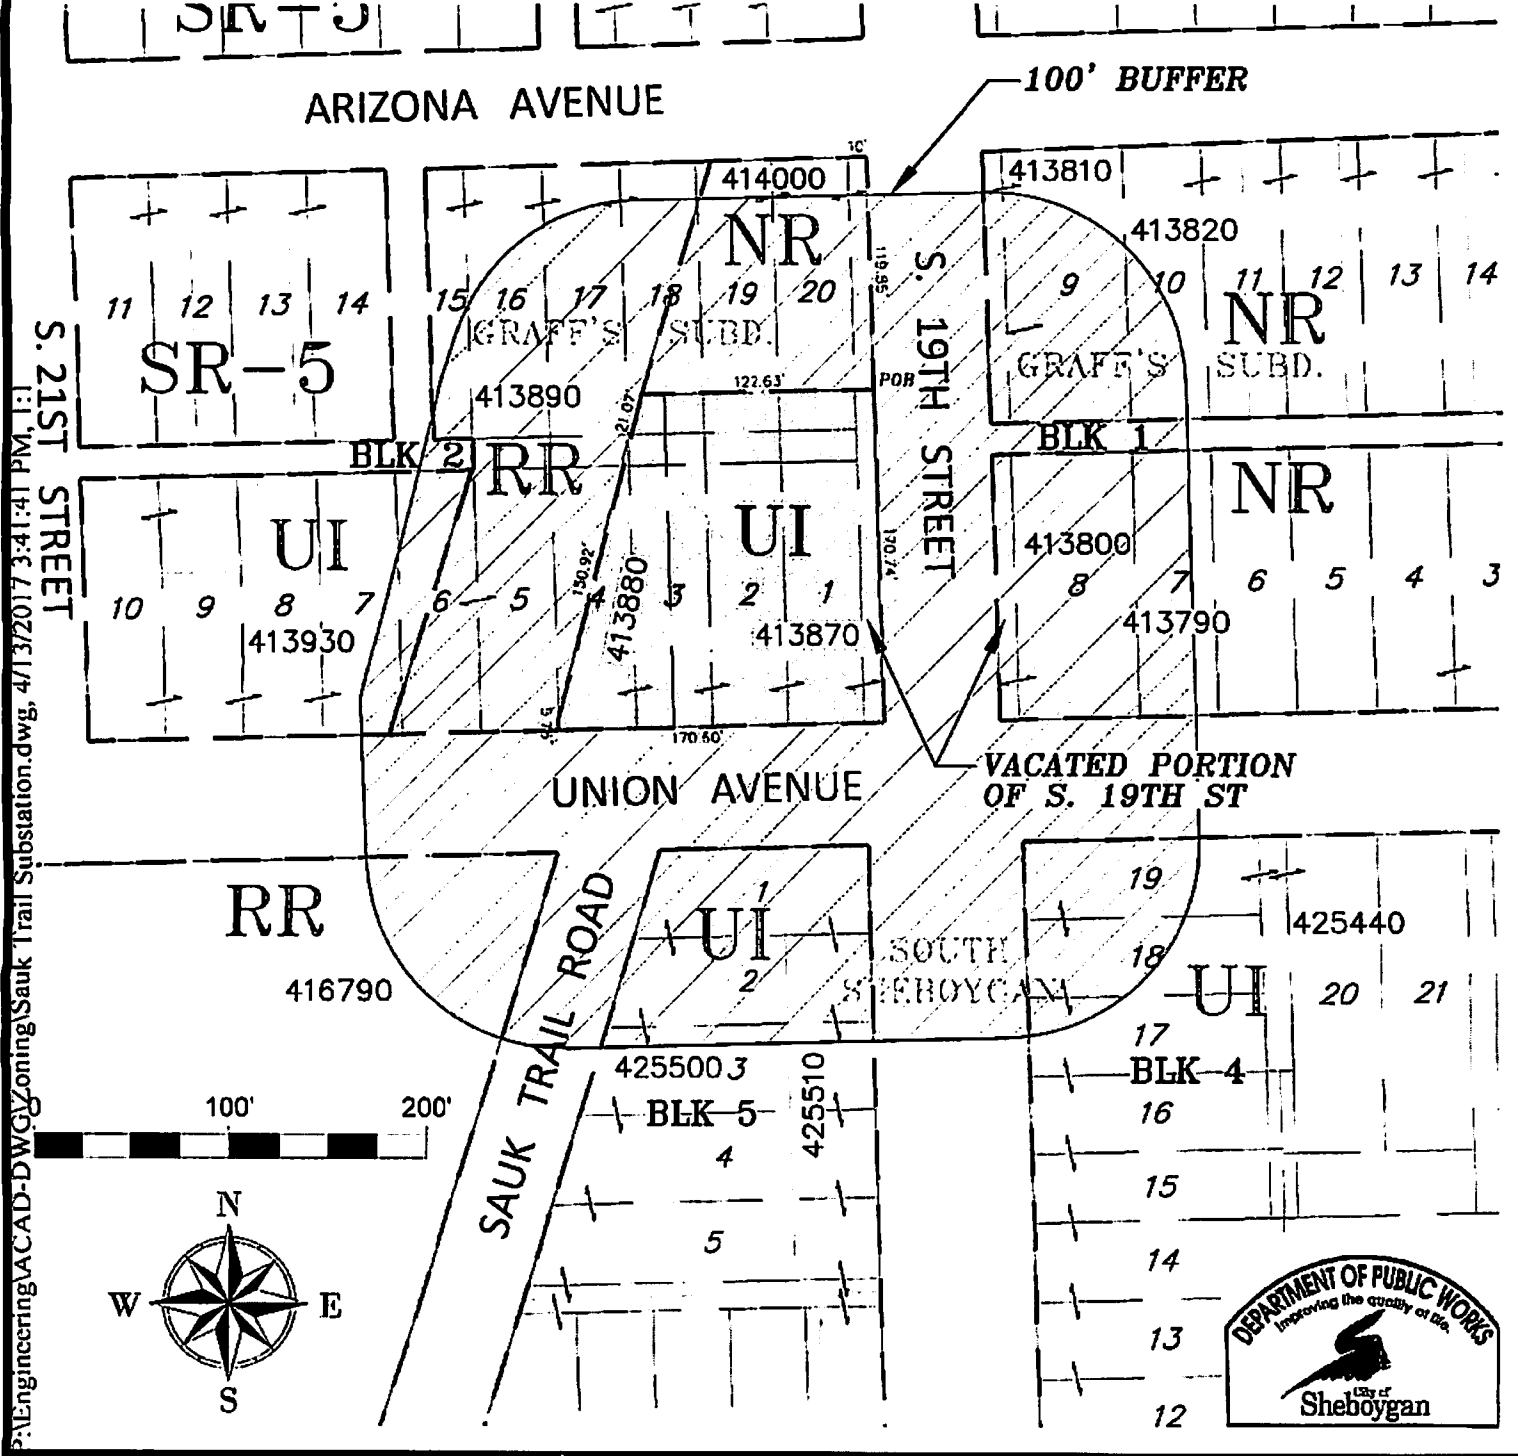 SR-5
ARIZONA AVENUE
100' BUFFER
10'
414000
413810
NR
413820
119.95'
S. 19TH STREET
11 12 13 14
15 16 17 18 19 20
9 10 11 12 13 14
NR
GRAFF'S SUBD.
GRAFF'S SUBD.
SR-5
S. 21ST STREET
413890
122.63'
POB
21.07'
BLK 2
RR
BLK 1
NR
UI
UI
413800
170.74'
150.92'
413880
10 9 8 7 6 5 4 3 2 1
8 7 6 5 4 3
413930
413870
413790
170.60'
UNION AVENUE
VACATED PORTION
OF S. 19TH ST
RR
416790
SAUK TRAIL ROAD
1
UI
2
SOUTH
SHEBOYGAN
19
425440
18
UI
20 21
17
425500 3
425510
BLK 4
BLK 5
16
4
15
5
14
13
12
0 100' 200'
N
W E
S
DEPARTMENT OF PUBLIC WORKS
Improving the quality of life.
City of
Sheboygan
P:\Engineering\ACAD-DWG\Zoning\Sauk Trail Substation.dwg, 4/13/2017 3:41:41 PM, 1:1